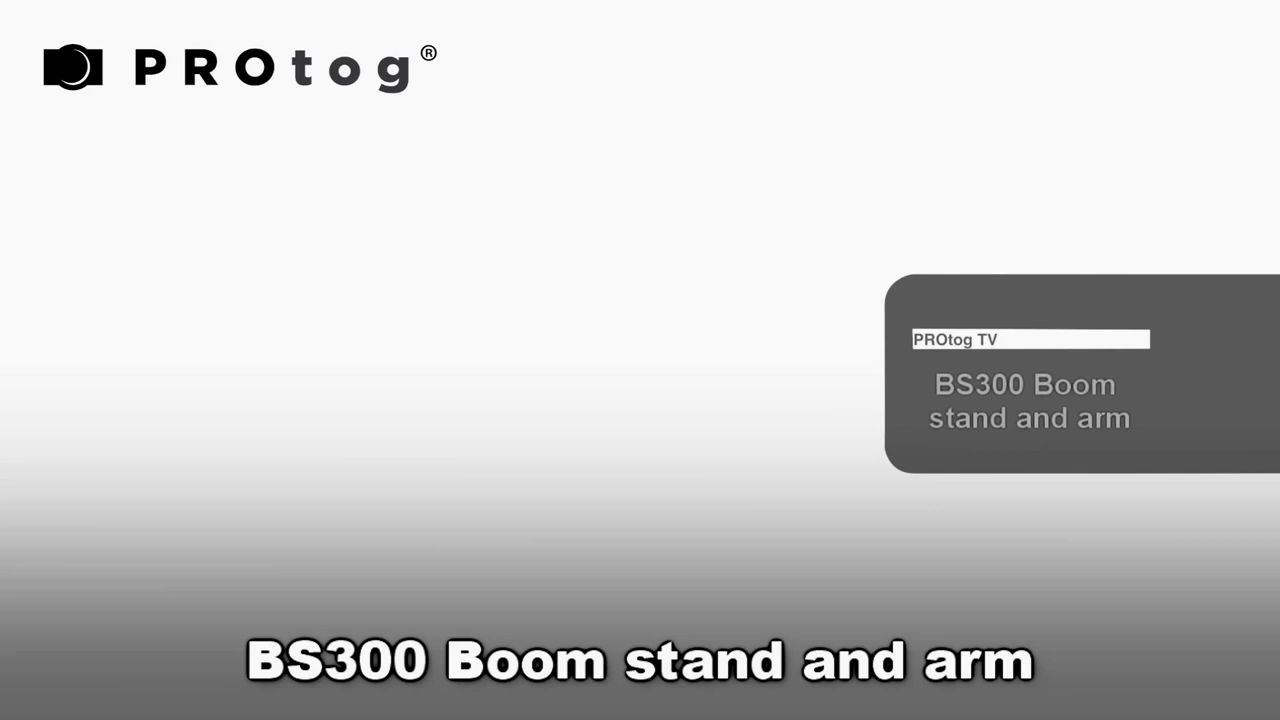 PROtog®
PROtog TV
BS300 Boom
stand and arm
BS300 Boom stand and arm